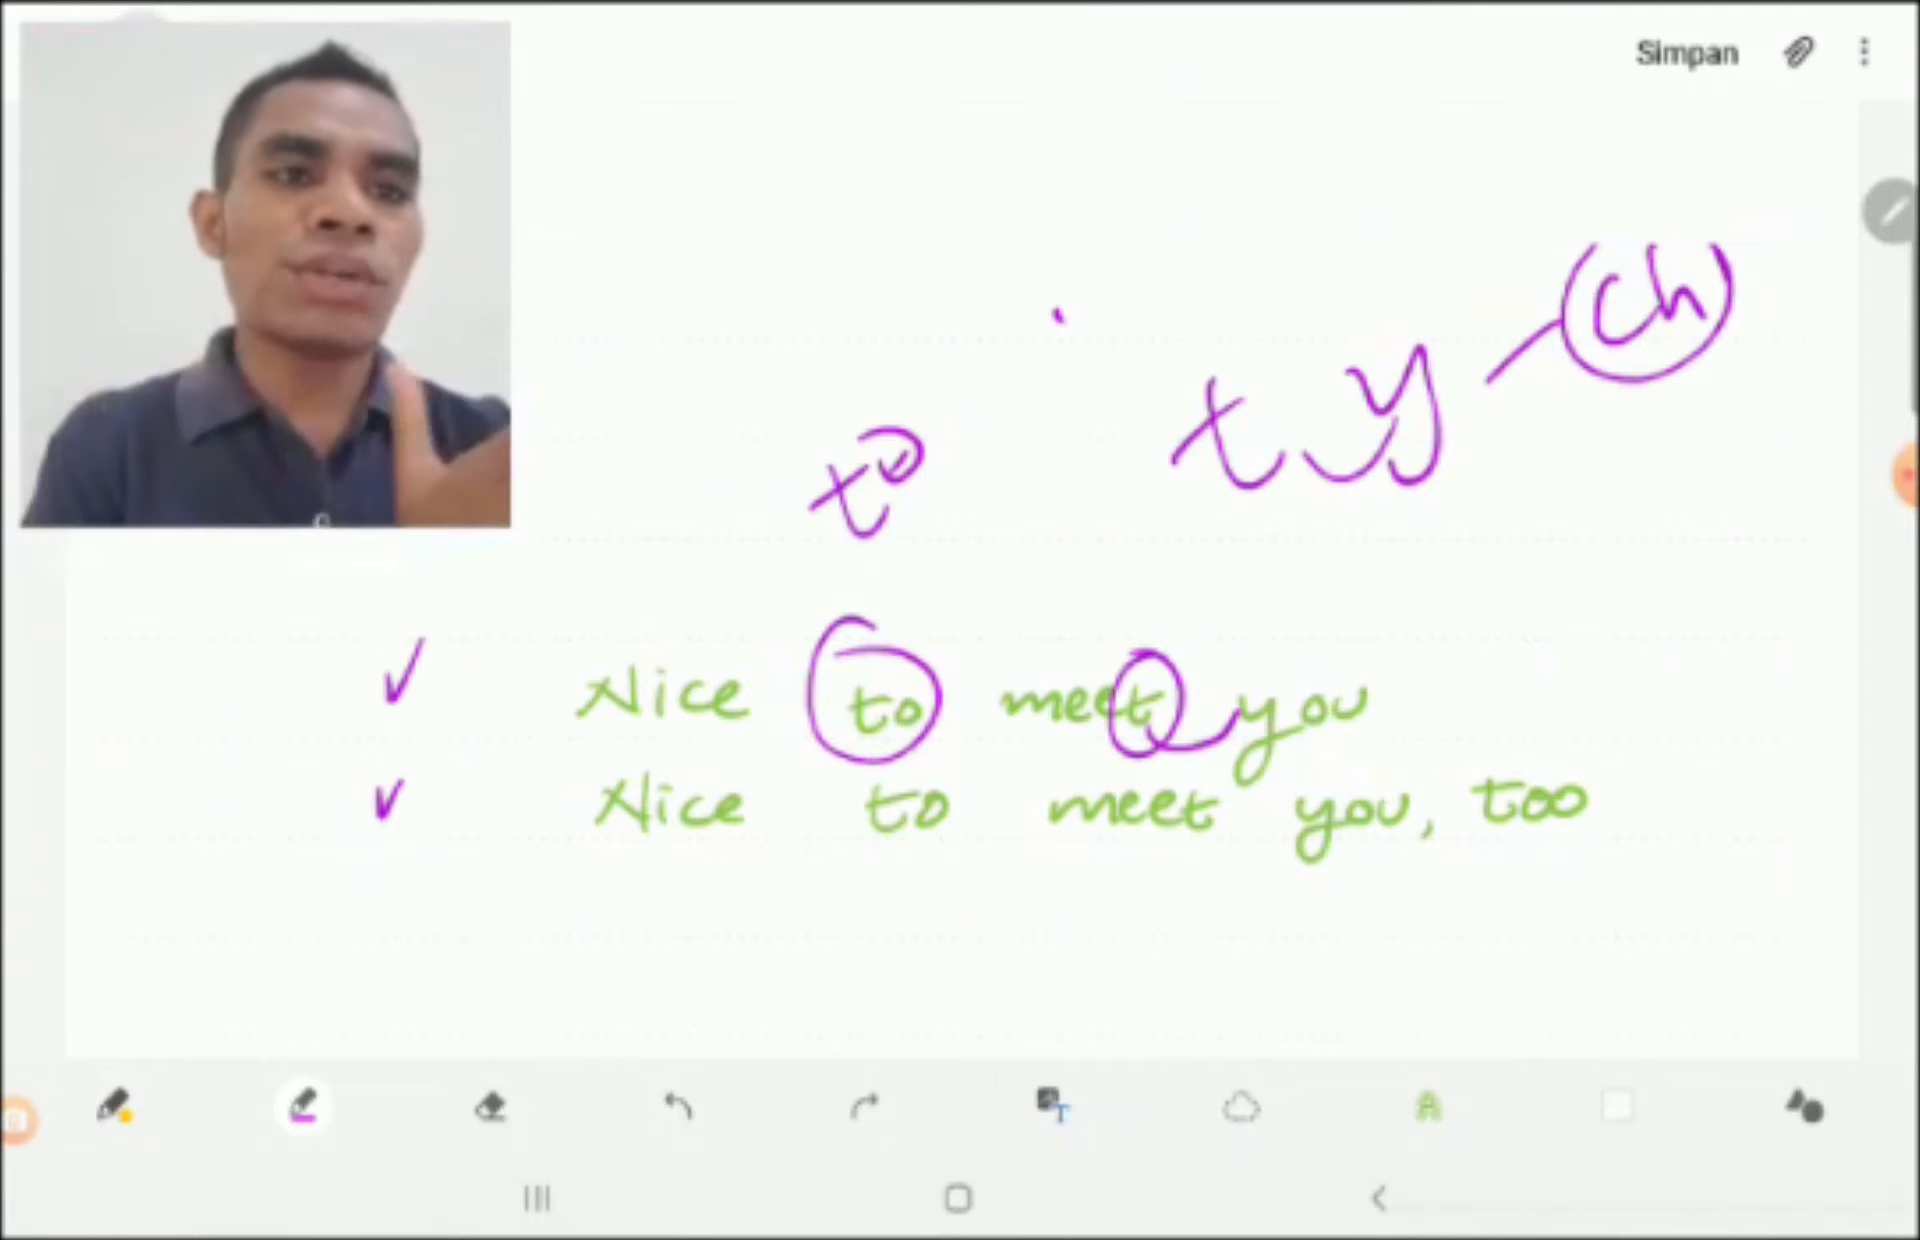 Simpan
ch
t y
to
Nice to meet you
Nice to meet you, too